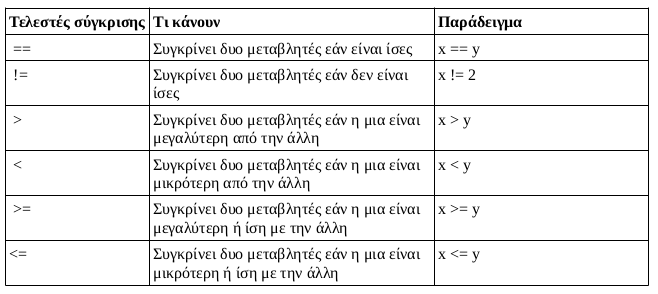 Τελεστές σύγκρισης Τι κάνουν Παράδειγμα
== Συγκρίνει δυο μεταβλητές εάν είναι ίσες x == y
!= Συγκρίνει δυο μεταβλητές εάν δεν είναι x != 2
ίσες
> Συγκρίνει δυο μεταβλητές εάν η μια είναι x > y
μεγαλύτερη από την άλλη
< Συγκρίνει δυο μεταβλητές εάν η μια είναι x < y
μικρότερη από την άλλη
>= Συγκρίνει δυο μεταβλητές εάν η μια είναι x >= y
μεγαλύτερη ή ίση με την άλλη
<= Συγκρίνει δυο μεταβλητές εάν η μια είναι x <= y
μικρότερη ή ίση με την άλλη